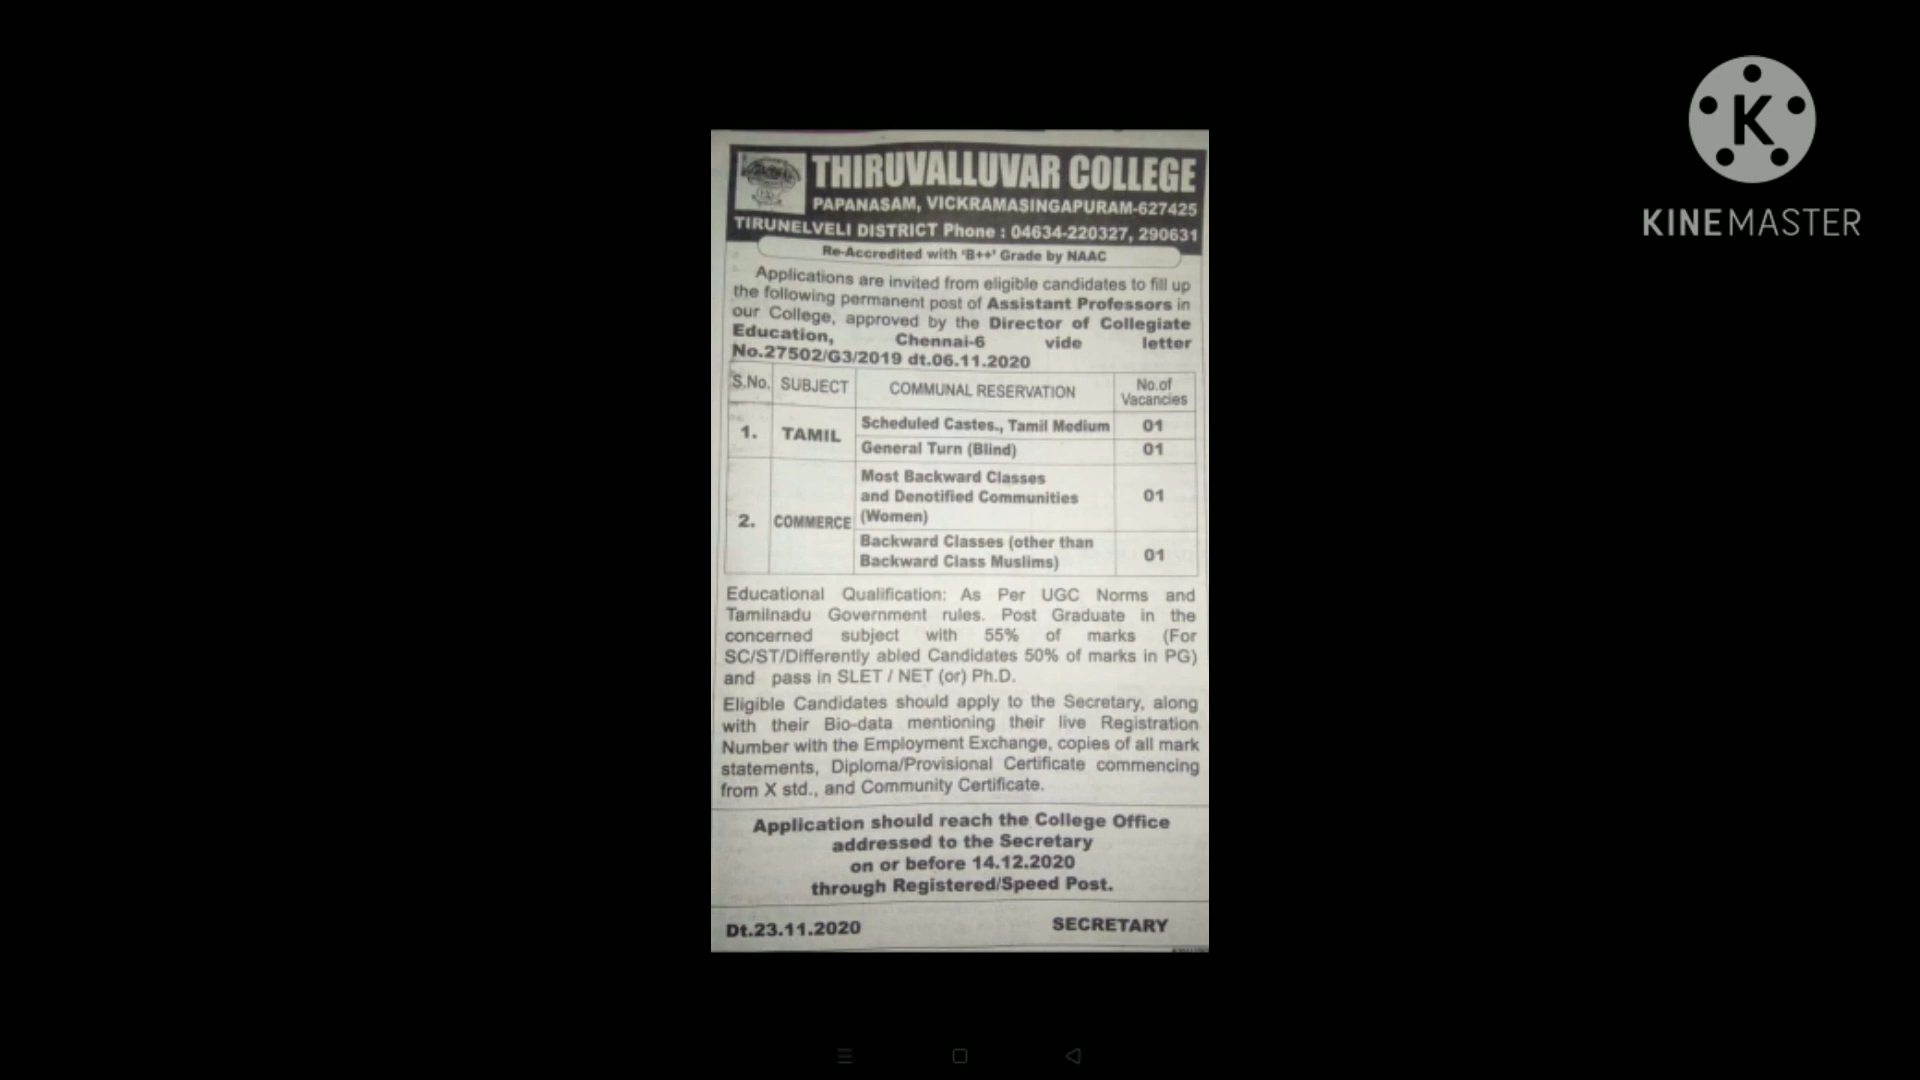 THIRUVALLUVAR COLLEGE
PAPANASAM, VICKRAMASINGAPURAM-627425
TIRUNELVELI DISTRICT Phone : 04634-220327, 290631
Re-Accredited with 'B++' Grade by NAAC
Applications are invited from eligible candidates to fill up
the following permanent post of Assistant Professors in
our College, approved by the Director of Collegiate
Education, Chennai-6 vide letter
No.27502/G3/2019 dt.06.11.2020
S.No. SUBJECT COMMUNAL RESERVATION No.of Vacancies
1. TAMIL Scheduled Castes., Tamil Medium 01
General Turn (Blind) 01
2. COMMERCE Most Backward Classes
and Denotified Communities 01
(Women)
Backward Classes (other than
Backward Class Muslims) 01
Educational Qualification: As Per UGC Norms and
Tamilnadu Government rules. Post Graduate in the
concerned subject with 55% of marks (For
SC/ST/Differently abled Candidates 50% of marks in PG)
and pass in SLET / NET (or) Ph.D.
Eligible Candidates should apply to the Secretary, along
with their Bio-data mentioning their live Registration
Number with the Employment Exchange, copies of all mark
statements, Diploma/Provisional Certificate commencing
from X std., and Community Certificate.
Application should reach the College Office
addressed to the Secretary
on or before 14.12.2020
through Registered/Speed Post.
Dt.23.11.2020 SECRETARY
K
KINEMASTER